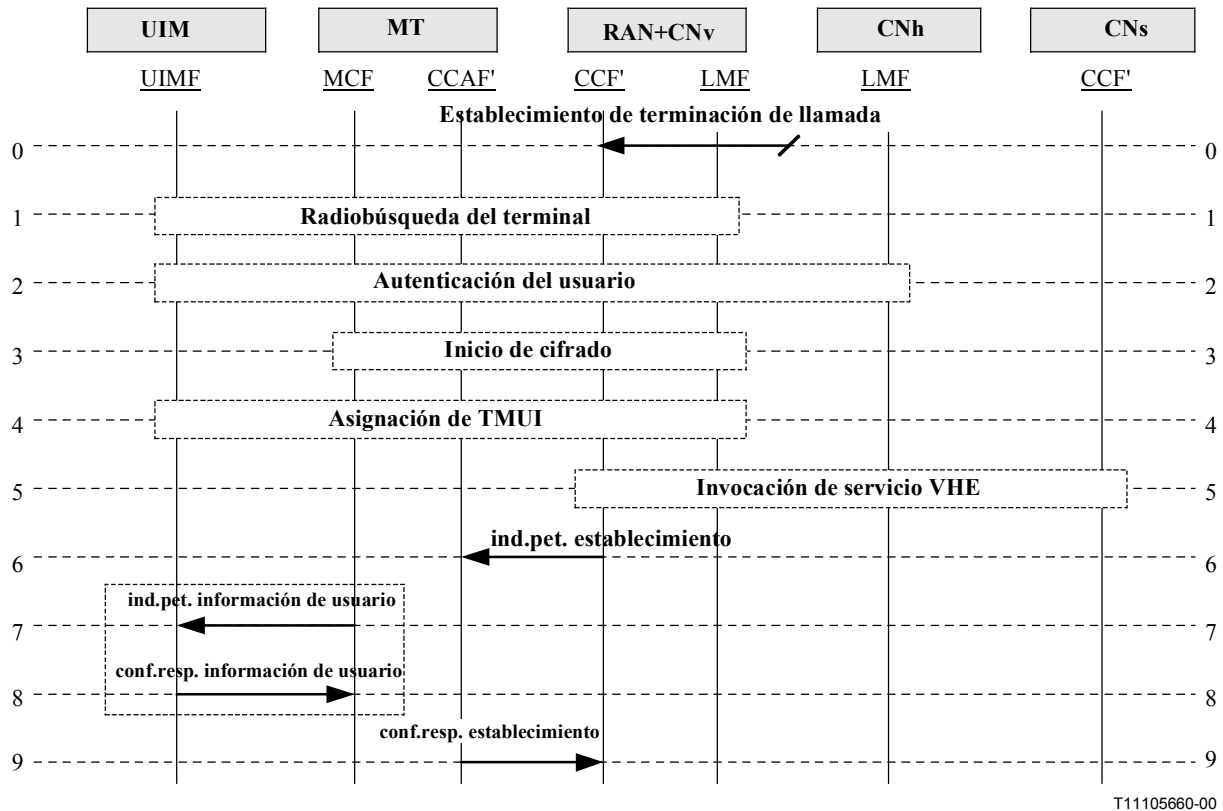 UIM MT RAN+CNv CNh CNs
UIMF MCF CCAF' CCF' LMF LMF CCF'
Establecimiento de terminación de llamada
0 0
1 Radiobúsqueda del terminal 1
2 Autenticación del usuario 2
3 Inicio de cifrado 3
4 Asignación de TMUI 4
5 Invocación de servicio VHE 5
ind.pet. establecimiento
6 6
ind.pet. información de usuario
7 7
conf.resp. información de usuario
8 8
conf.resp. establecimiento
9 9
T11105660-00